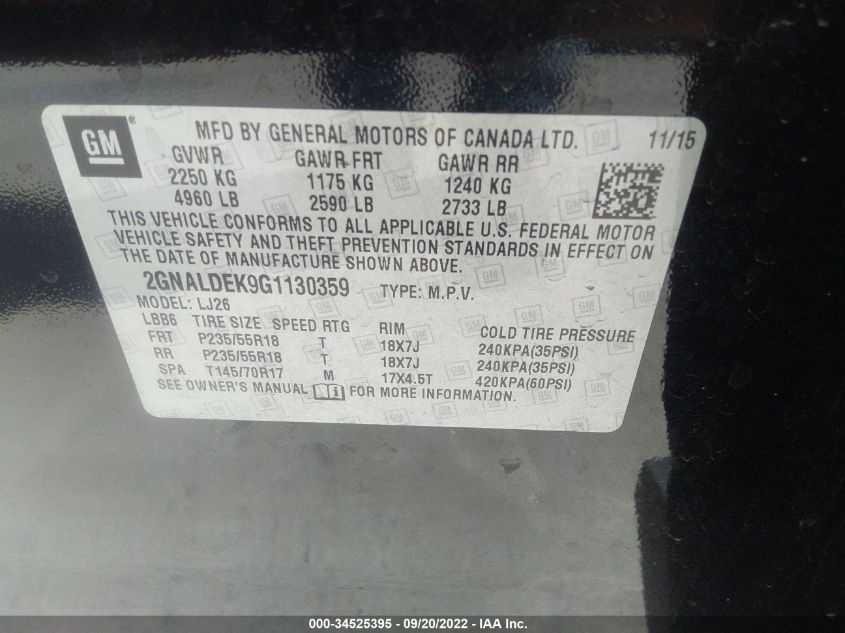 GM ® MFD BY GENERAL MOTORS OF CANADA LTD. 11/15
GVWR GAWR FRT GAWR RR
2250 KG 1175 KG 1240 KG
4960 LB 2590 LB 2733 LB
THIS VEHICLE CONFORMS TO ALL APPLICABLE U.S. FEDERAL MOTOR
VEHICLE SAFETY AND THEFT PREVENTION STANDARDS IN EFFECT ON
THE DATE OF MANUFACTURE SHOWN ABOVE.
2GNALDEK9G1130359 TYPE: M.P.V.
MODEL: LJ26
LBB6 TIRE SIZE SPEED RTG RIM COLD TIRE PRESSURE
FRT P235/55R18 T 18X7J 240KPA(35PSI)
RR P235/55R18 T 18X7J 240KPA(35PSI)
SPA T145/70R17 M 17X4.5T 420KPA(60PSI)
SEE OWNER'S MANUAL FOR MORE INFORMATION.
000-34525395 - 09/20/2022 - IAA Inc.